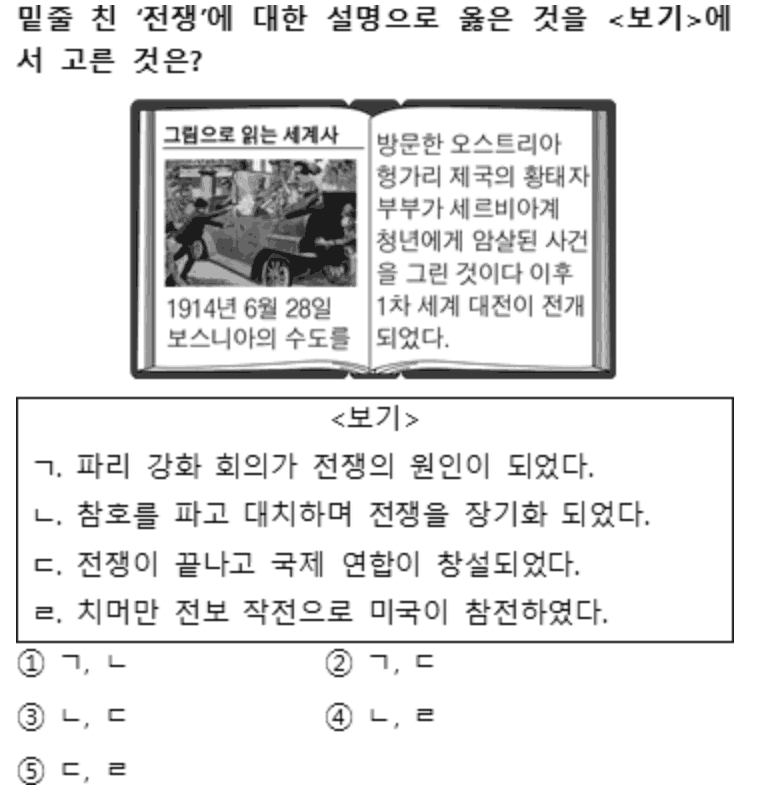 밑줄 친 '전쟁'에 대한 설명으로 옳은 것을 <보기>에
서 고른 것은?
그림으로 읽는 세계사
1914년 6월 28일
보스니아의 수도를
방문한 오스트리아
헝가리 제국의 황태자
부부가 세르비아계
청년에게 암살된 사건
을 그린 것이다 이후
1차 세계 대전이 전개
되었다.
<보기>
ㄱ. 파리 강화 회의가 전쟁의 원인이 되었다.
ㄴ. 참호를 파고 대치하며 전쟁을 장기화 되었다.
ㄷ. 전쟁이 끝나고 국제 연합이 창설되었다.
ㄹ. 치머만 전보 작전으로 미국이 참전하였다.
① ㄱ, ㄴ ② ㄱ, ㄷ
③ ㄴ, ㄷ ④ ㄴ, ㄹ
⑤ ㄷ, ㄹ